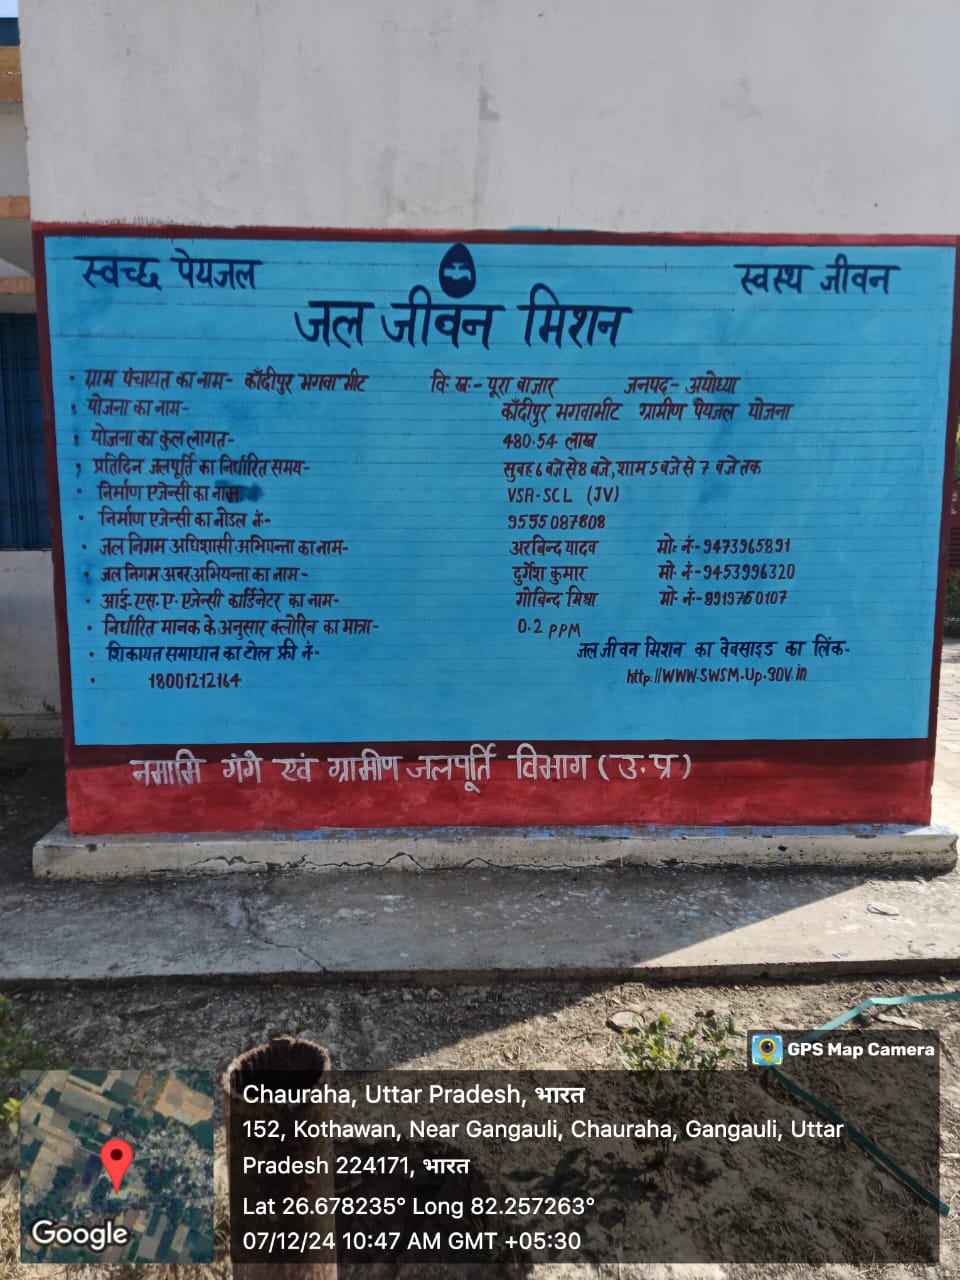 स्वच्छ पेयजल
स्वस्थ जीवन
जल जीवन मिशन
• ग्राम पंचायत का नाम- काँदीपुर भगवाभीट वि. ख.- पूरा बाजार जनपद- अयोध्या
• योजना का नाम- काँदीपुर भगवाभीट ग्रामीण पेयजल योजना
• योजना का कुल लागत- 480.54 लाख
• प्रतिदिन जलपूर्ति का निर्धारित समय- सुबह 6 बजे से 8 बजे, शाम 5 बजे से 7 बजे तक
• निर्माण एजेन्सी का नाम VSA-SCL (JV)
• निर्माण एजेन्सी का नोडल नं- 9555087808
• जल निगम अधिशासी अभियन्ता का नाम- अरबिन्द यादव मो. नं-9473965891
• जल निगम अवर अभियन्ता का नाम- दुर्गेश कुमार मो. नं-9453996320
• आई.एस.ए. एजेन्सी कार्डिनेटर का नाम- गोविन्द मिश्रा मो. नं-8919760107
• निर्धारित मानक के अनुसार क्लोरिन का मात्रा- 0.2 PPM
• शिकायत समाधान का टोल फ्री नं- जल जीवन मिशन का वेबसाइड का लिंक-
• 18001212164 http://WWW.SWSM.Up.gov.in
नमामि गंगे एवं ग्रामीण जलपूर्ति विभाग (उ.प्र)
GPS Map Camera
Chauraha, Uttar Pradesh, भारत
152, Kothawan, Near Gangauli, Chauraha, Gangauli, Uttar
Pradesh 224171, भारत
Lat 26.678235° Long 82.257263°
07/12/24 10:47 AM GMT +05:30
Google